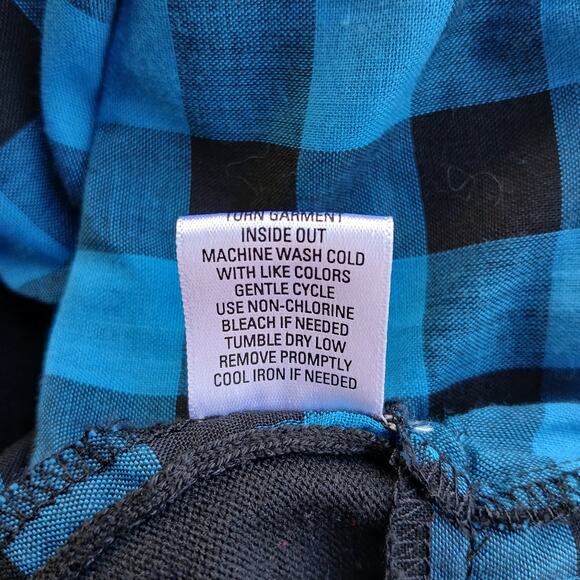 TURN GARMENT
INSIDE OUT
MACHINE WASH COLD
WITH LIKE COLORS
GENTLE CYCLE
USE NON-CHLORINE
BLEACH IF NEEDED
TUMBLE DRY LOW
REMOVE PROMPTLY
COOL IRON IF NEEDED